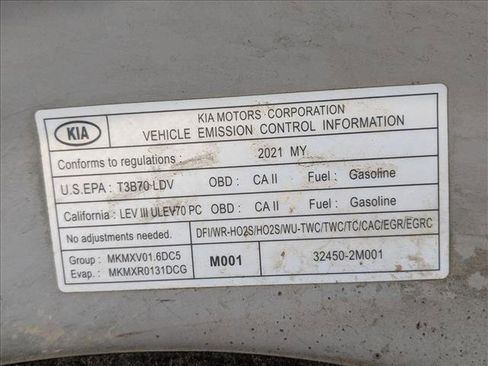 KIA
KIA MOTORS CORPORATION
VEHICLE EMISSION CONTROL INFORMATION
Conforms to regulations : 2021 MY
U.S.EPA : T3B70 LDV OBD : CA II Fuel : Gasoline
California : LEV III ULEV70 PC OBD : CA II Fuel : Gasoline
No adjustments needed. DFI/WR-HO2S/HO2S/WU-TWC/TWC/TC/CAC/EGR/EGRC
Group : MKMXV01.6DC5
Evap. : MKMXR0131DCG
M001
32450-2M001